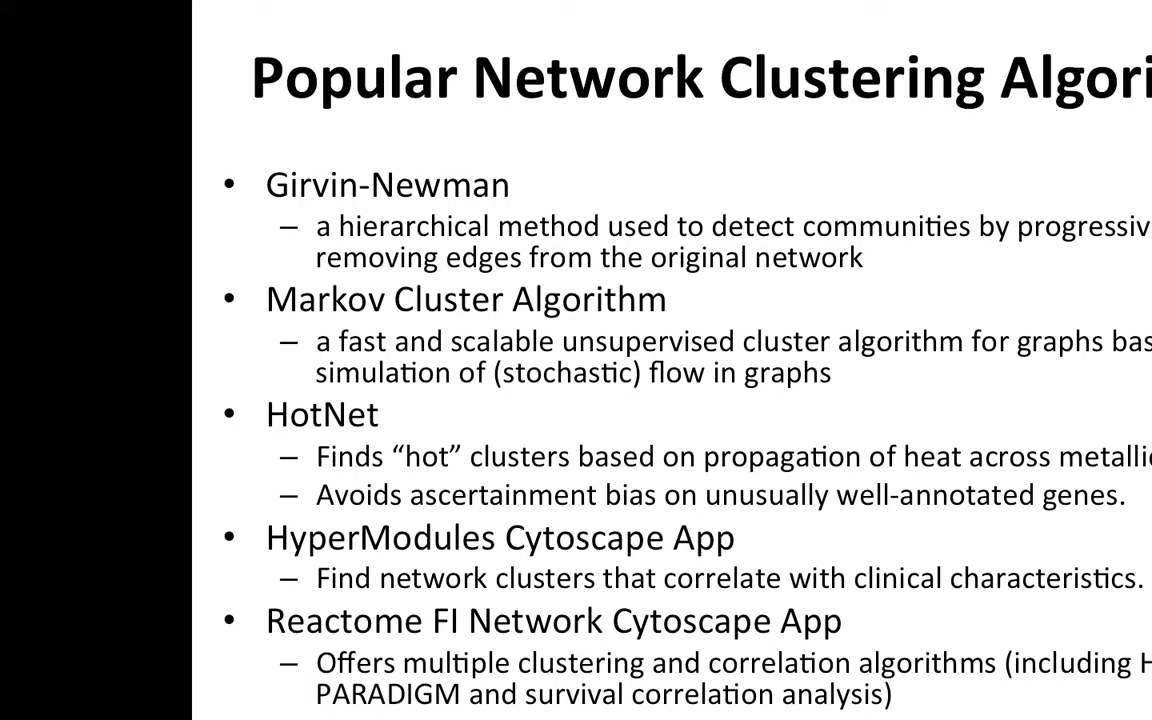 Popular Network Clustering Algori
• Girvin-Newman
– a hierarchical method used to detect communities by progressiv
removing edges from the original network
• Markov Cluster Algorithm
– a fast and scalable unsupervised cluster algorithm for graphs bas
simulation of (stochastic) flow in graphs
• HotNet
– Finds “hot” clusters based on propagation of heat across metallic
– Avoids ascertainment bias on unusually well-annotated genes.
• HyperModules Cytoscape App
– Find network clusters that correlate with clinical characteristics.
• Reactome FI Network Cytoscape App
– Offers multiple clustering and correlation algorithms (including H
PARADIGM and survival correlation analysis)